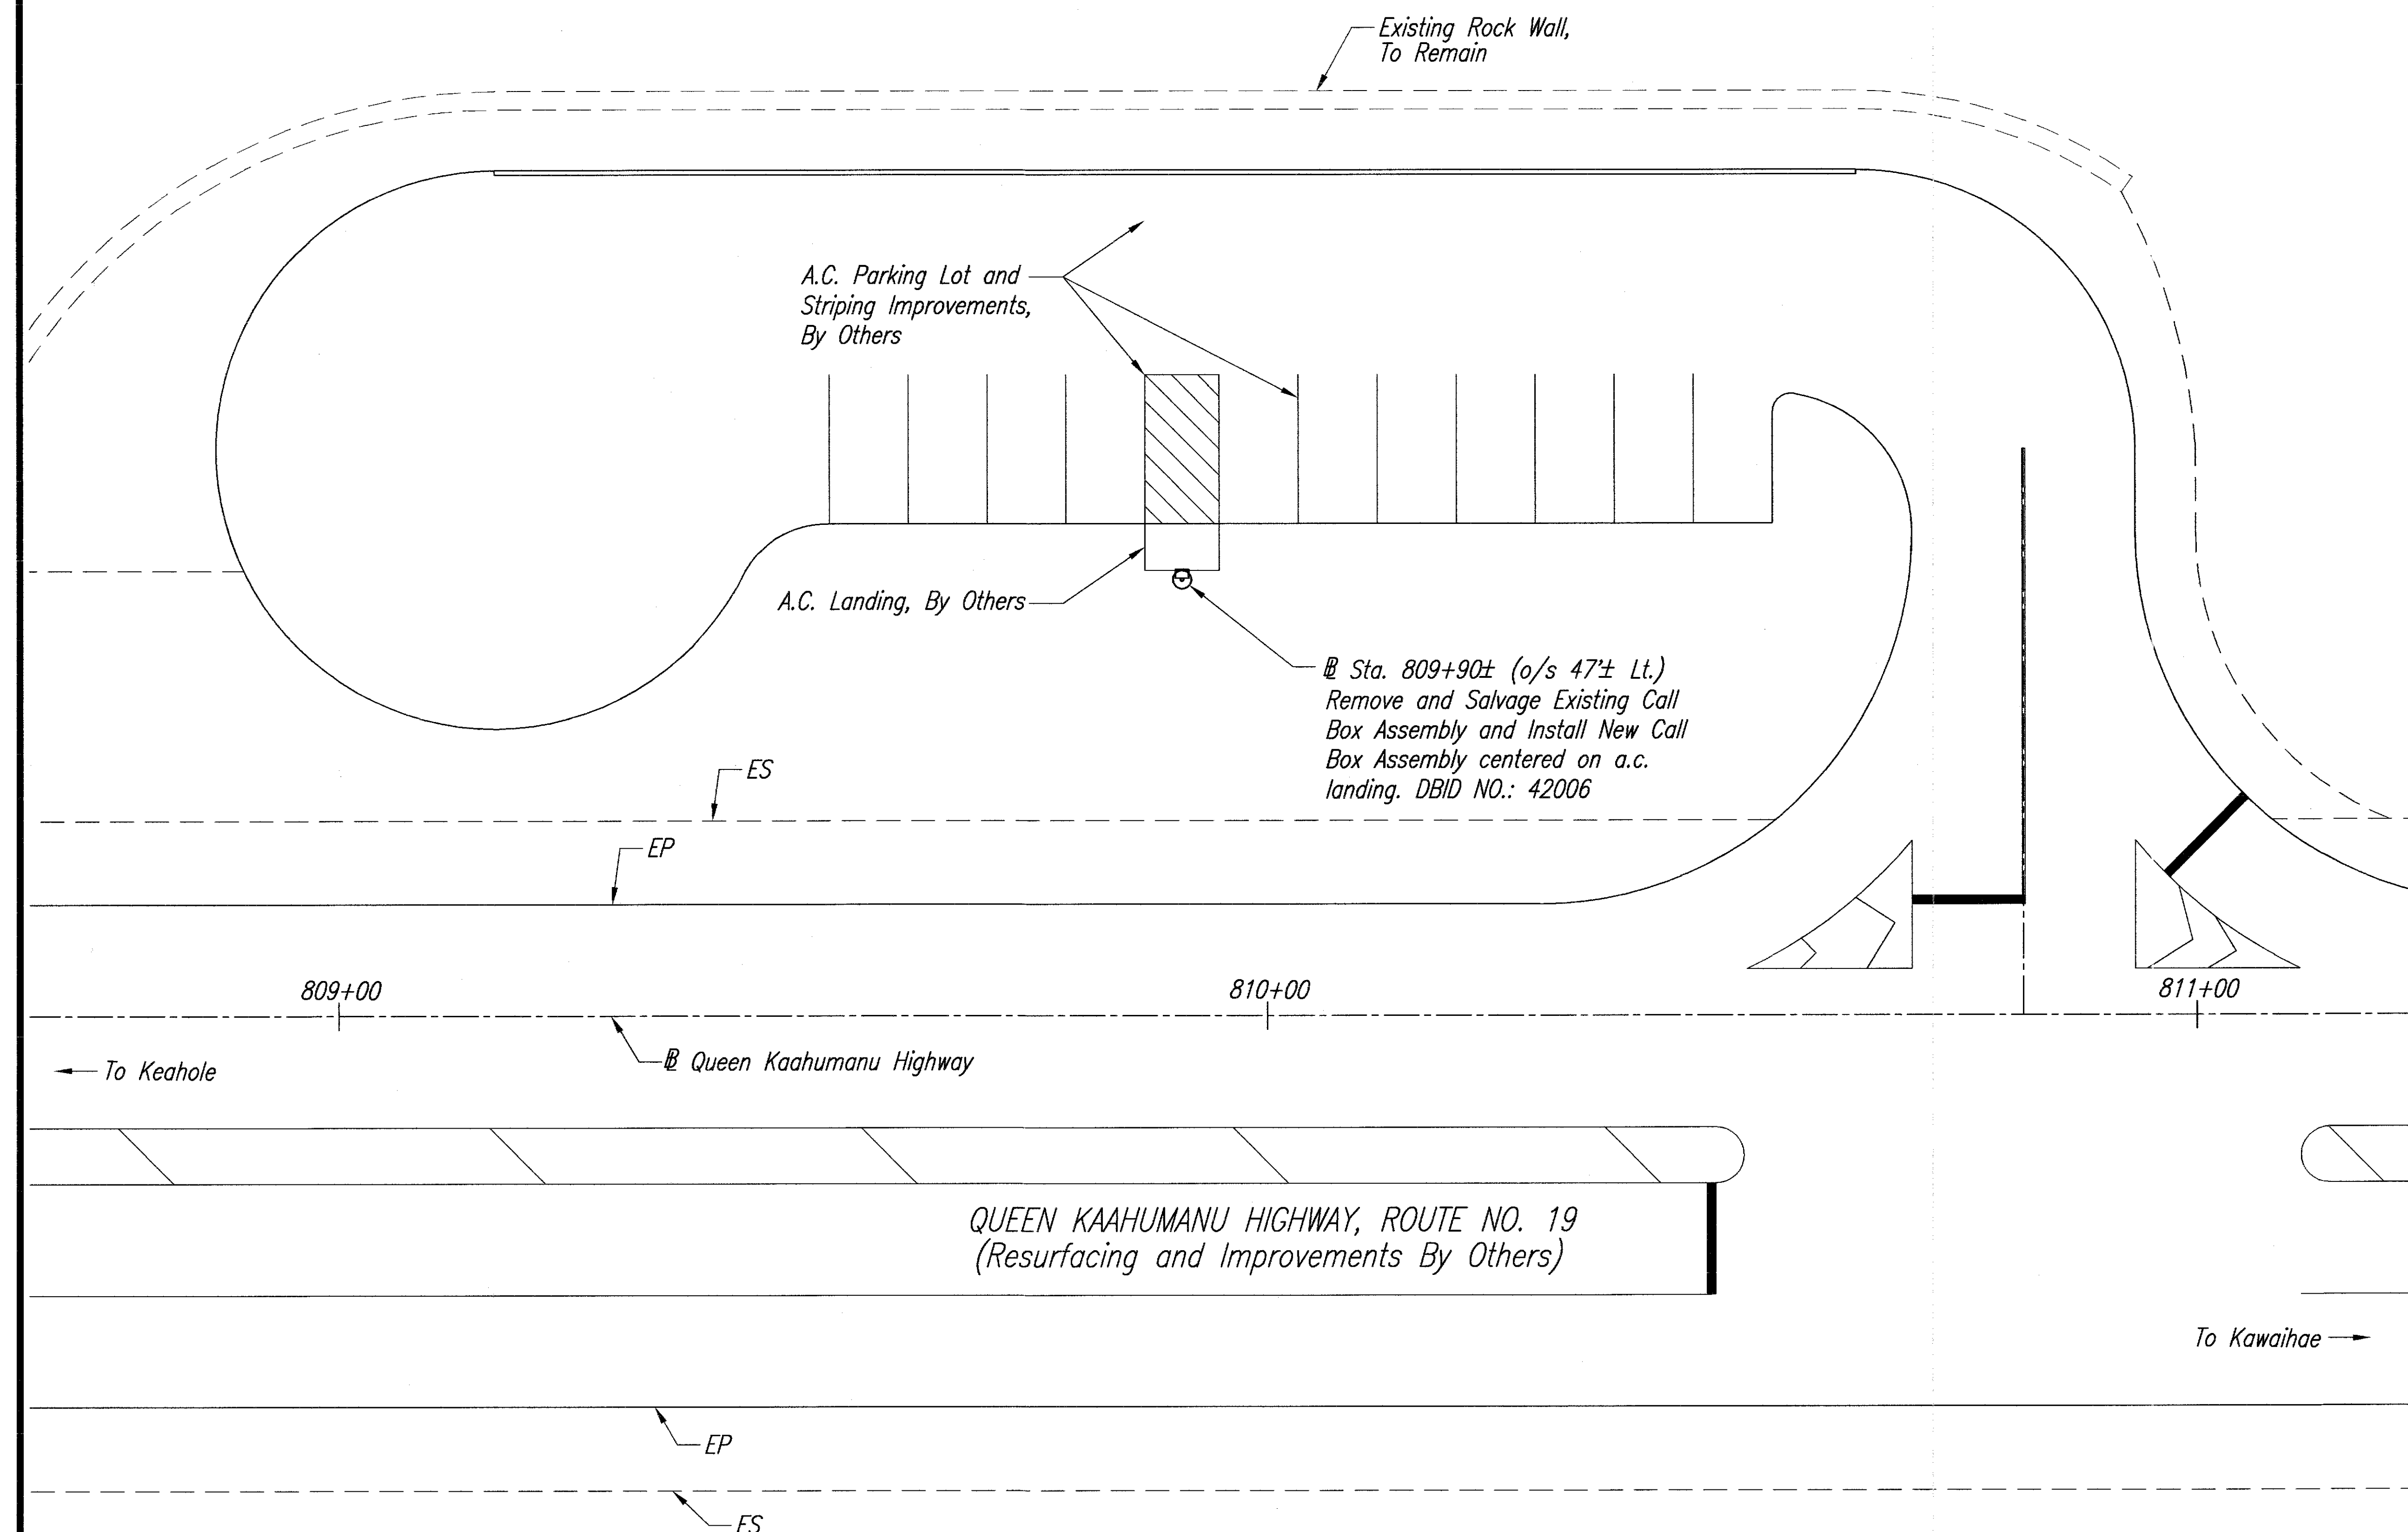 Existing Rock Wall,
To Remain
A.C. Parking Lot and
Striping Improvements,
By Others
A.C. Landing, By Others
℄ Sta. 809+90± (o/s 47'± Lt.)
Remove and Salvage Existing Call
Box Assembly and Install New Call
Box Assembly centered on a.c.
landing. DBID NO.: 42006
ES
EP
809+00
810+00
811+00
To Keahole
℄ Queen Kaahumanu Highway
QUEEN KAAHUMANU HIGHWAY, ROUTE NO. 19
(Resurfacing and Improvements By Others)
To Kawaihae
EP
ES